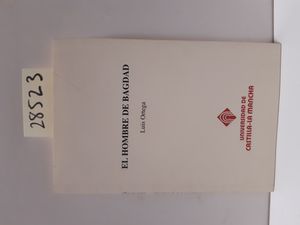 28523
EL HOMBRE DE BAGDAD
Luis Ortega
UNIVERSIDAD DE
CASTILLA-LA MANCHA